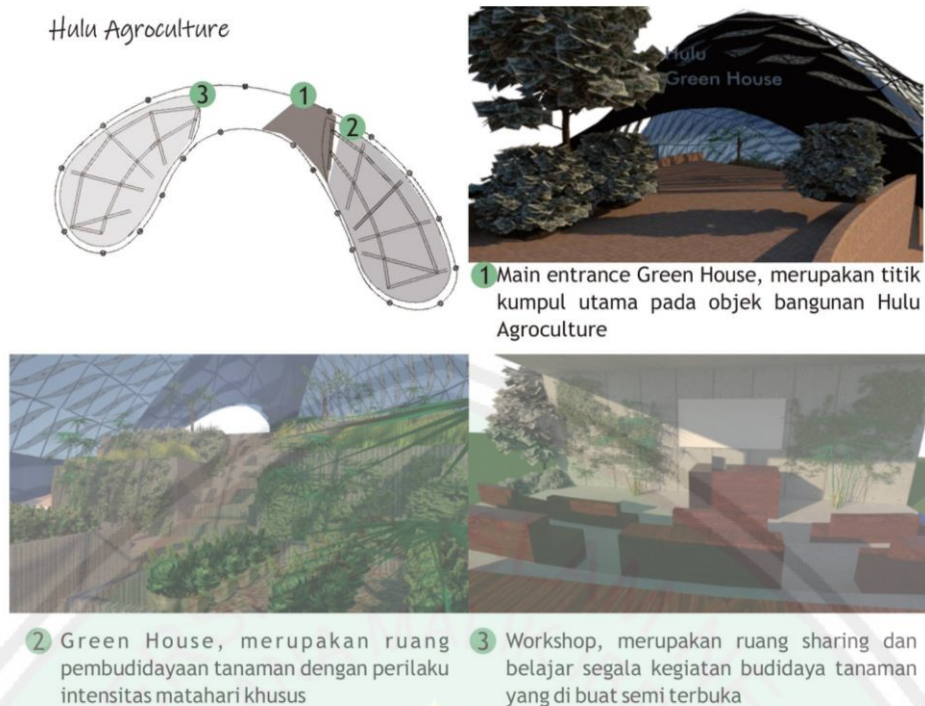 Hulu Agroculture
3
1
2
Hulu
Green House
1 Main entrance Green House, merupakan titik
kumpul utama pada objek bangunan Hulu
Agroculture
2 Green House, merupakan ruang
pembudidayaan tanaman dengan perilaku
intensitas matahari khusus
3 Workshop, merupakan ruang sharing dan
belajar segala kegiatan budidaya tanaman
yang di buat semi terbuka